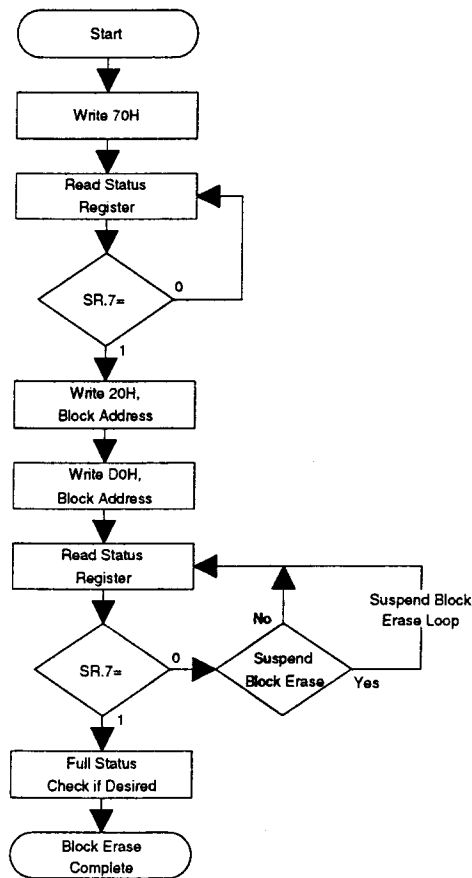 Start
Write 70H
Read Status
Register
SR.7=
0
1
Write 20H,
Block Address
Write D0H,
Block Address
Read Status
Register
SR.7=
0
1
Suspend
Block Erase
No
Yes
Suspend Block
Erase Loop
Full Status
Check if Desired
Block Erase
Complete